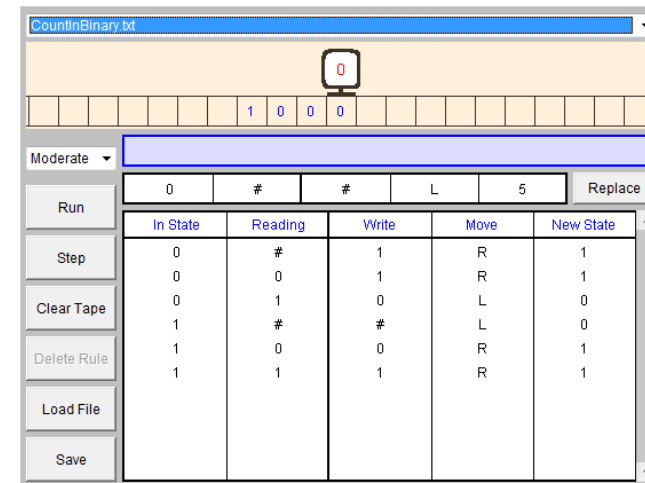 CountInBinary.txt
0
1 0 0 0
Moderate
0 # # L 5 Replace
Run
In State Reading Write Move New State
0 # 1 R 1
Step
0 0 1 R 1
0 1 0 L 0
Clear Tape
1 # # L 0
1 0 0 R 1
Delete Rule
1 1 1 R 1
Load File
Save